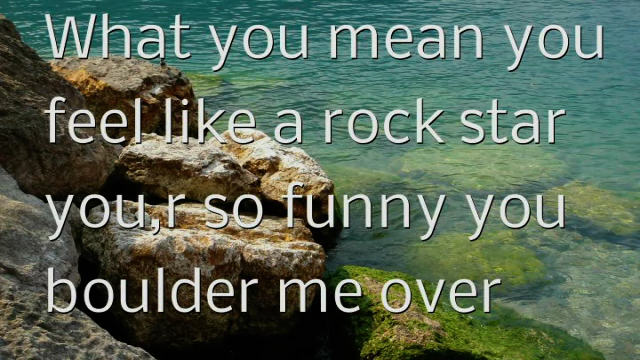 What you mean you
feel like a rock star
you,r so funny you
boulder me over